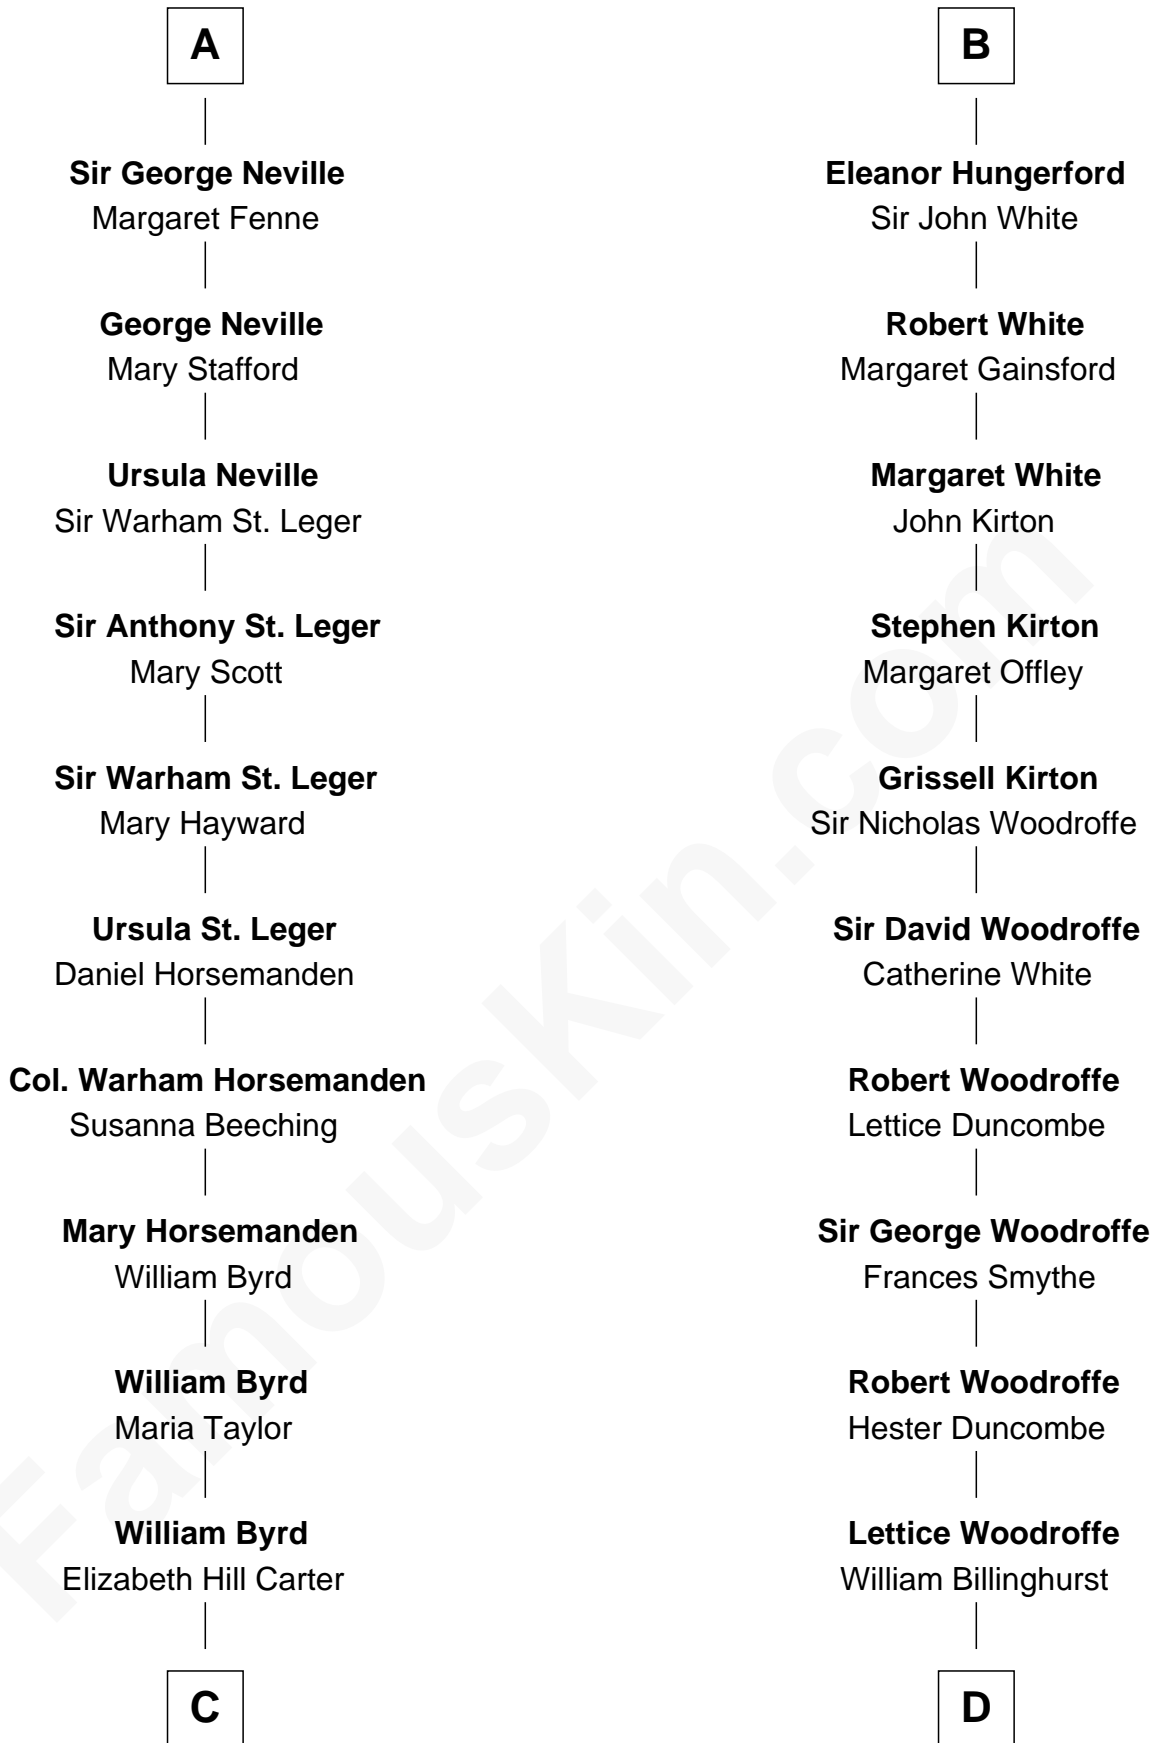 A
Sir George Neville
Margaret Fenne
George Neville
Mary Stafford
Ursula Neville
Sir Warham St. Leger
Sir Anthony St. Leger
Mary Scott
Sir Warham St. Leger
Mary Hayward
Ursula St. Leger
Daniel Horsemanden
Col. Warham Horsemanden
Susanna Beeching
Mary Horsemanden
William Byrd
William Byrd
Maria Taylor
William Byrd
Elizabeth Hill Carter
C
B
Eleanor Hungerford
Sir John White
Robert White
Margaret Gainsford
Margaret White
John Kirton
Stephen Kirton
Margaret Offley
Grissell Kirton
Sir Nicholas Woodroffe
Sir David Woodroffe
Catherine White
Robert Woodroffe
Lettice Duncombe
Sir George Woodroffe
Frances Smythe
Robert Woodroffe
Hester Duncombe
Lettice Woodroffe
William Billinghurst
D
FamousKin.com